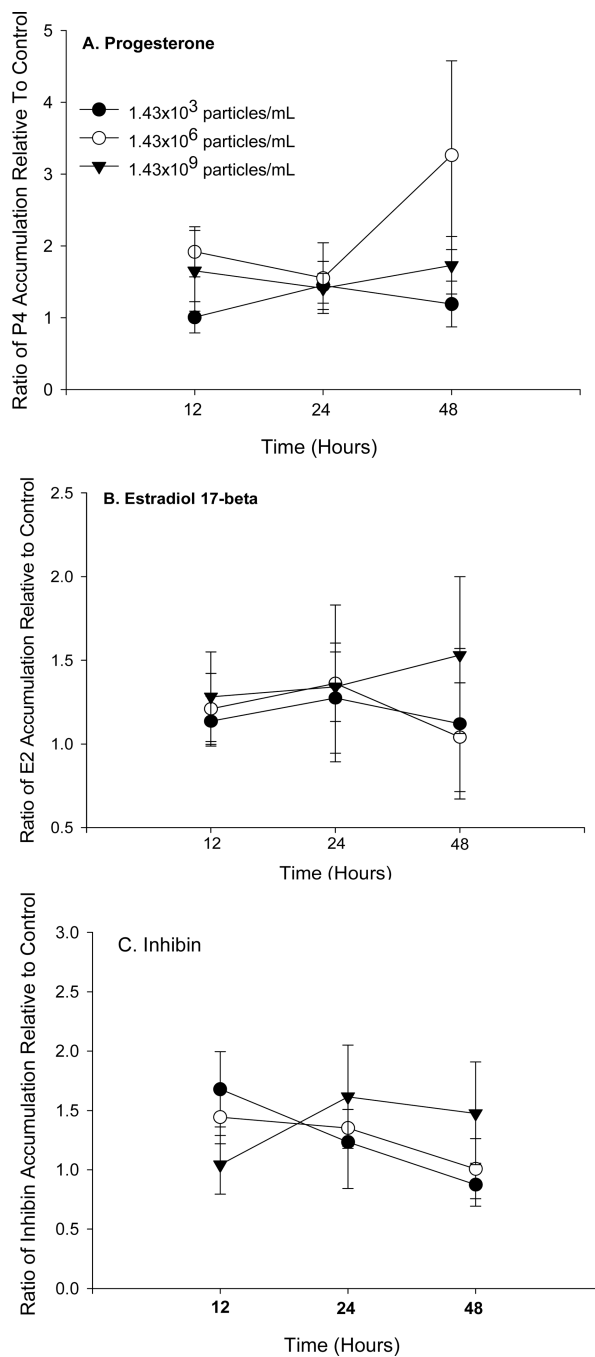 A. Progesterone
1.43x10³ particles/mL
1.43x10⁶ particles/mL
1.43x10⁹ particles/mL
Ratio of P4 Accumulation Relative To Control
5
4
3
2
1
0
12 24 48
Time (Hours)
B. Estradiol 17-beta
Ratio of E2 Accumulation Relative to Control
2.5
2.0
1.5
1.0
0.5
12 24 48
Time (Hours)
C. Inhibin
Ratio of Inhibin Accumulation Relative to Control
3.0
2.5
2.0
1.5
1.0
0.5
0.0
12 24 48
Time (Hours)